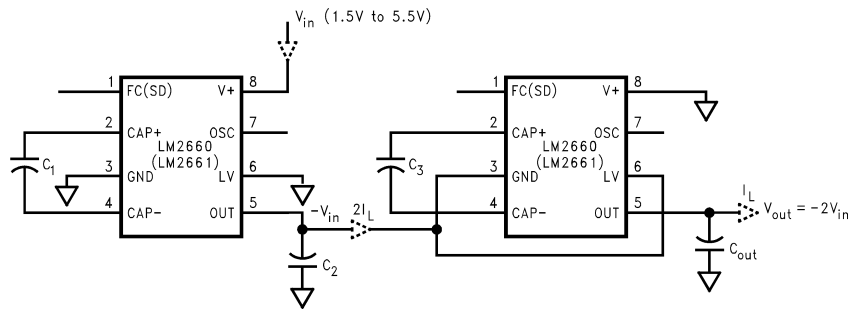 V_in (1.5V to 5.5V)
1 FC(SD) V+ 8
2 CAP+ OSC 7
LM2660
(LM2661)
3 GND LV 6
4 CAP- OUT 5
C_1
-V_in
2I_L
C_2
1 FC(SD) V+ 8
2 CAP+ OSC 7
LM2660
(LM2661)
3 GND LV 6
4 CAP- OUT 5
C_3
I_L
V_out = -2V_in
C_out